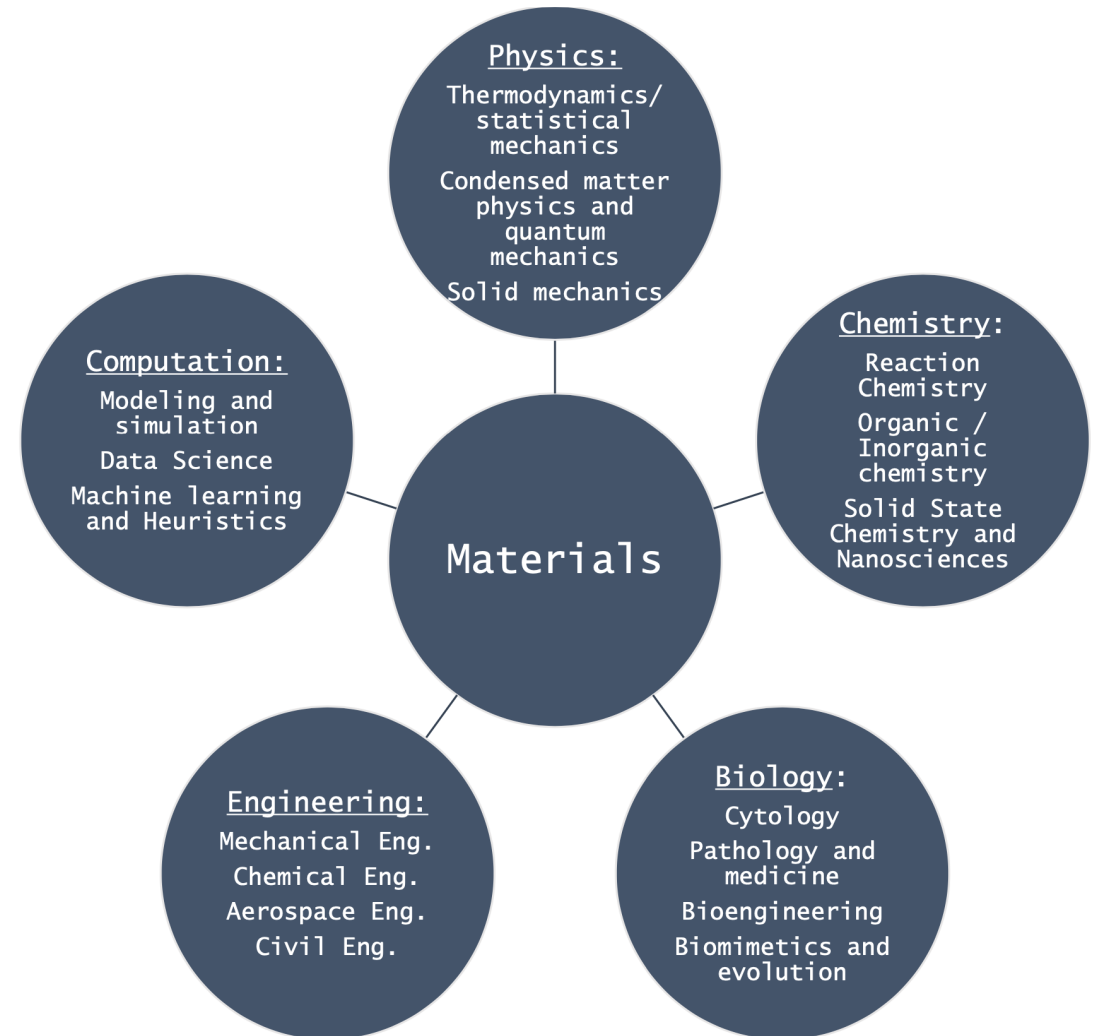 Physics:
Thermodynamics/
statistical
mechanics
Condensed matter
physics and
quantum
mechanics
Solid mechanics
Chemistry:
Reaction
Chemistry
Organic /
Inorganic
chemistry
Solid State
Chemistry and
Nanosciences
Computation:
Modeling and
simulation
Data Science
Machine learning
and Heuristics
Materials
Engineering:
Mechanical Eng.
Chemical Eng.
Aerospace Eng.
Civil Eng.
Biology:
Cytology
Pathology and
medicine
Bioengineering
Biomimetics and
evolution